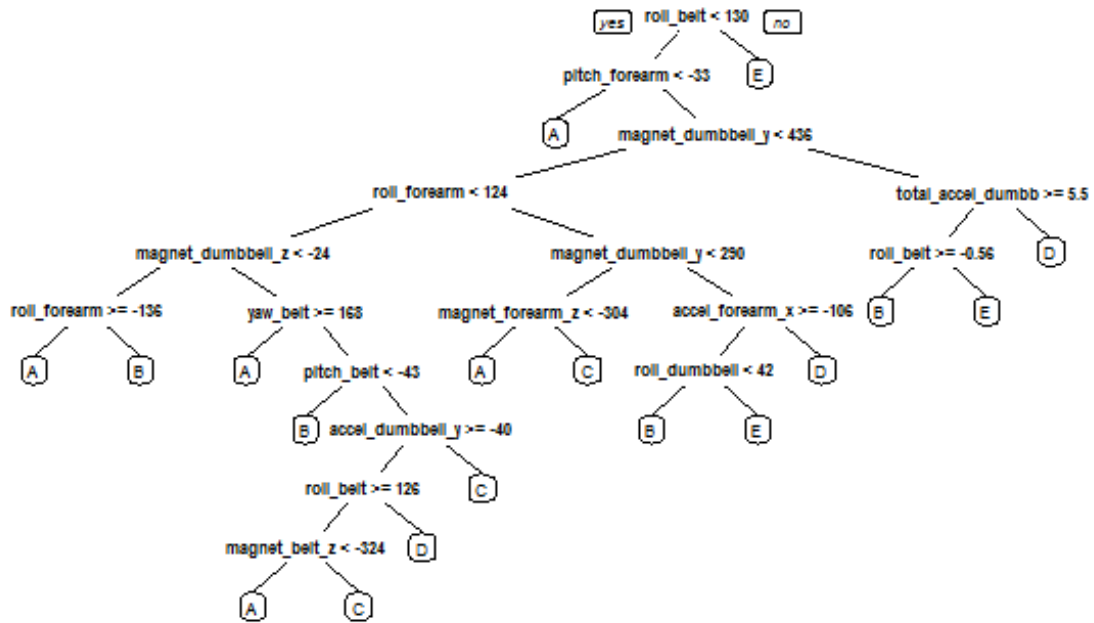 yes roll_belt < 130 no
pitch_forearm < -33 E
A magnet_dumbbell_y < 436
roll_forearm < 124 total_accel_dumbb >= 5.5
magnet_dumbbell_z < -24 magnet_dumbbell_y < 290 roll_belt >= -0.56 D
roll_forearm >= -136 yaw_belt >= 168 magnet_forearm_z < -304 accel_forearm_x >= -106 B E
A B A pitch_belt < -43 A C roll_dumbbell < 42 D
B accel_dumbbell_y >= -40 B E
roll_belt >= 126 C
magnet_belt_z < -324 D
A C